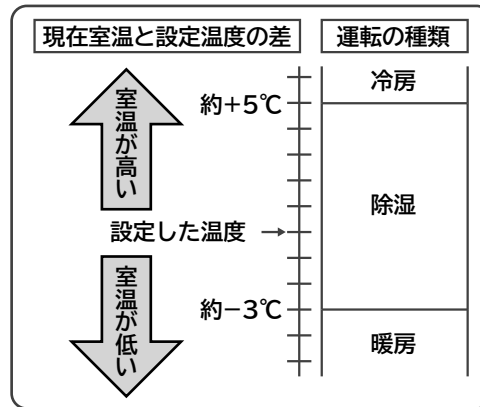 現在室温と設定温度の差
運転の種類
室温が高い
約+5℃
冷房
除湿
設定した温度 →
室温が低い
約−3℃
暖房